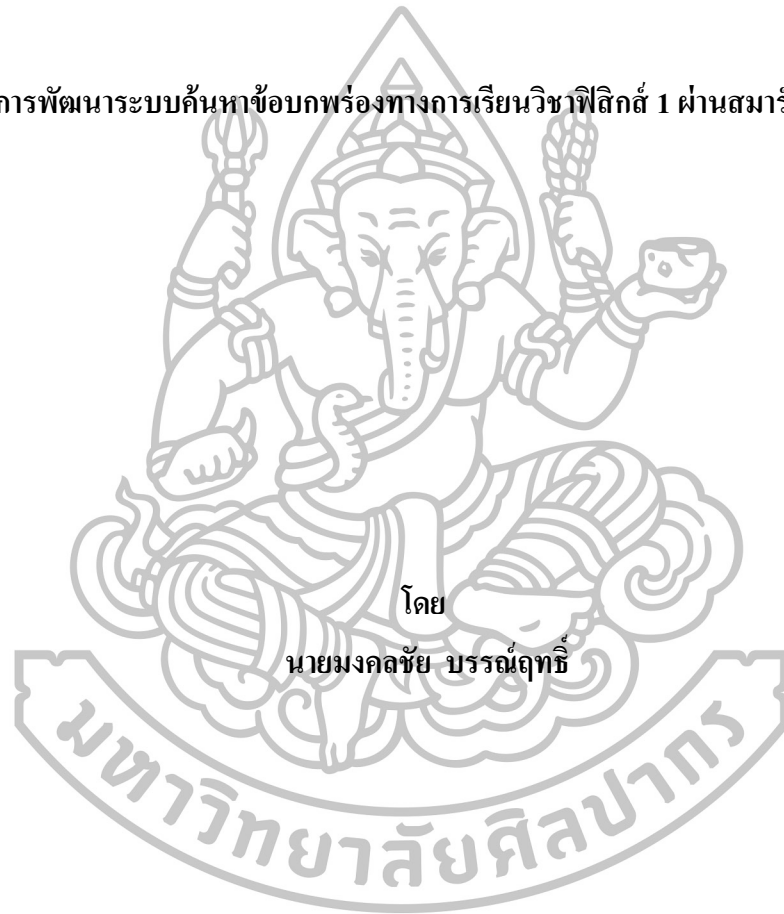 การพัฒนาระบบค้นหาข้อบกพร่องทางการเรียนวิชาฟิสิกส์ 1 ผ่านสมาร์
โดย
นายมงคลชัย บรรณ์ฤทธิ์
มหาวิทยาลัยศิลปากร